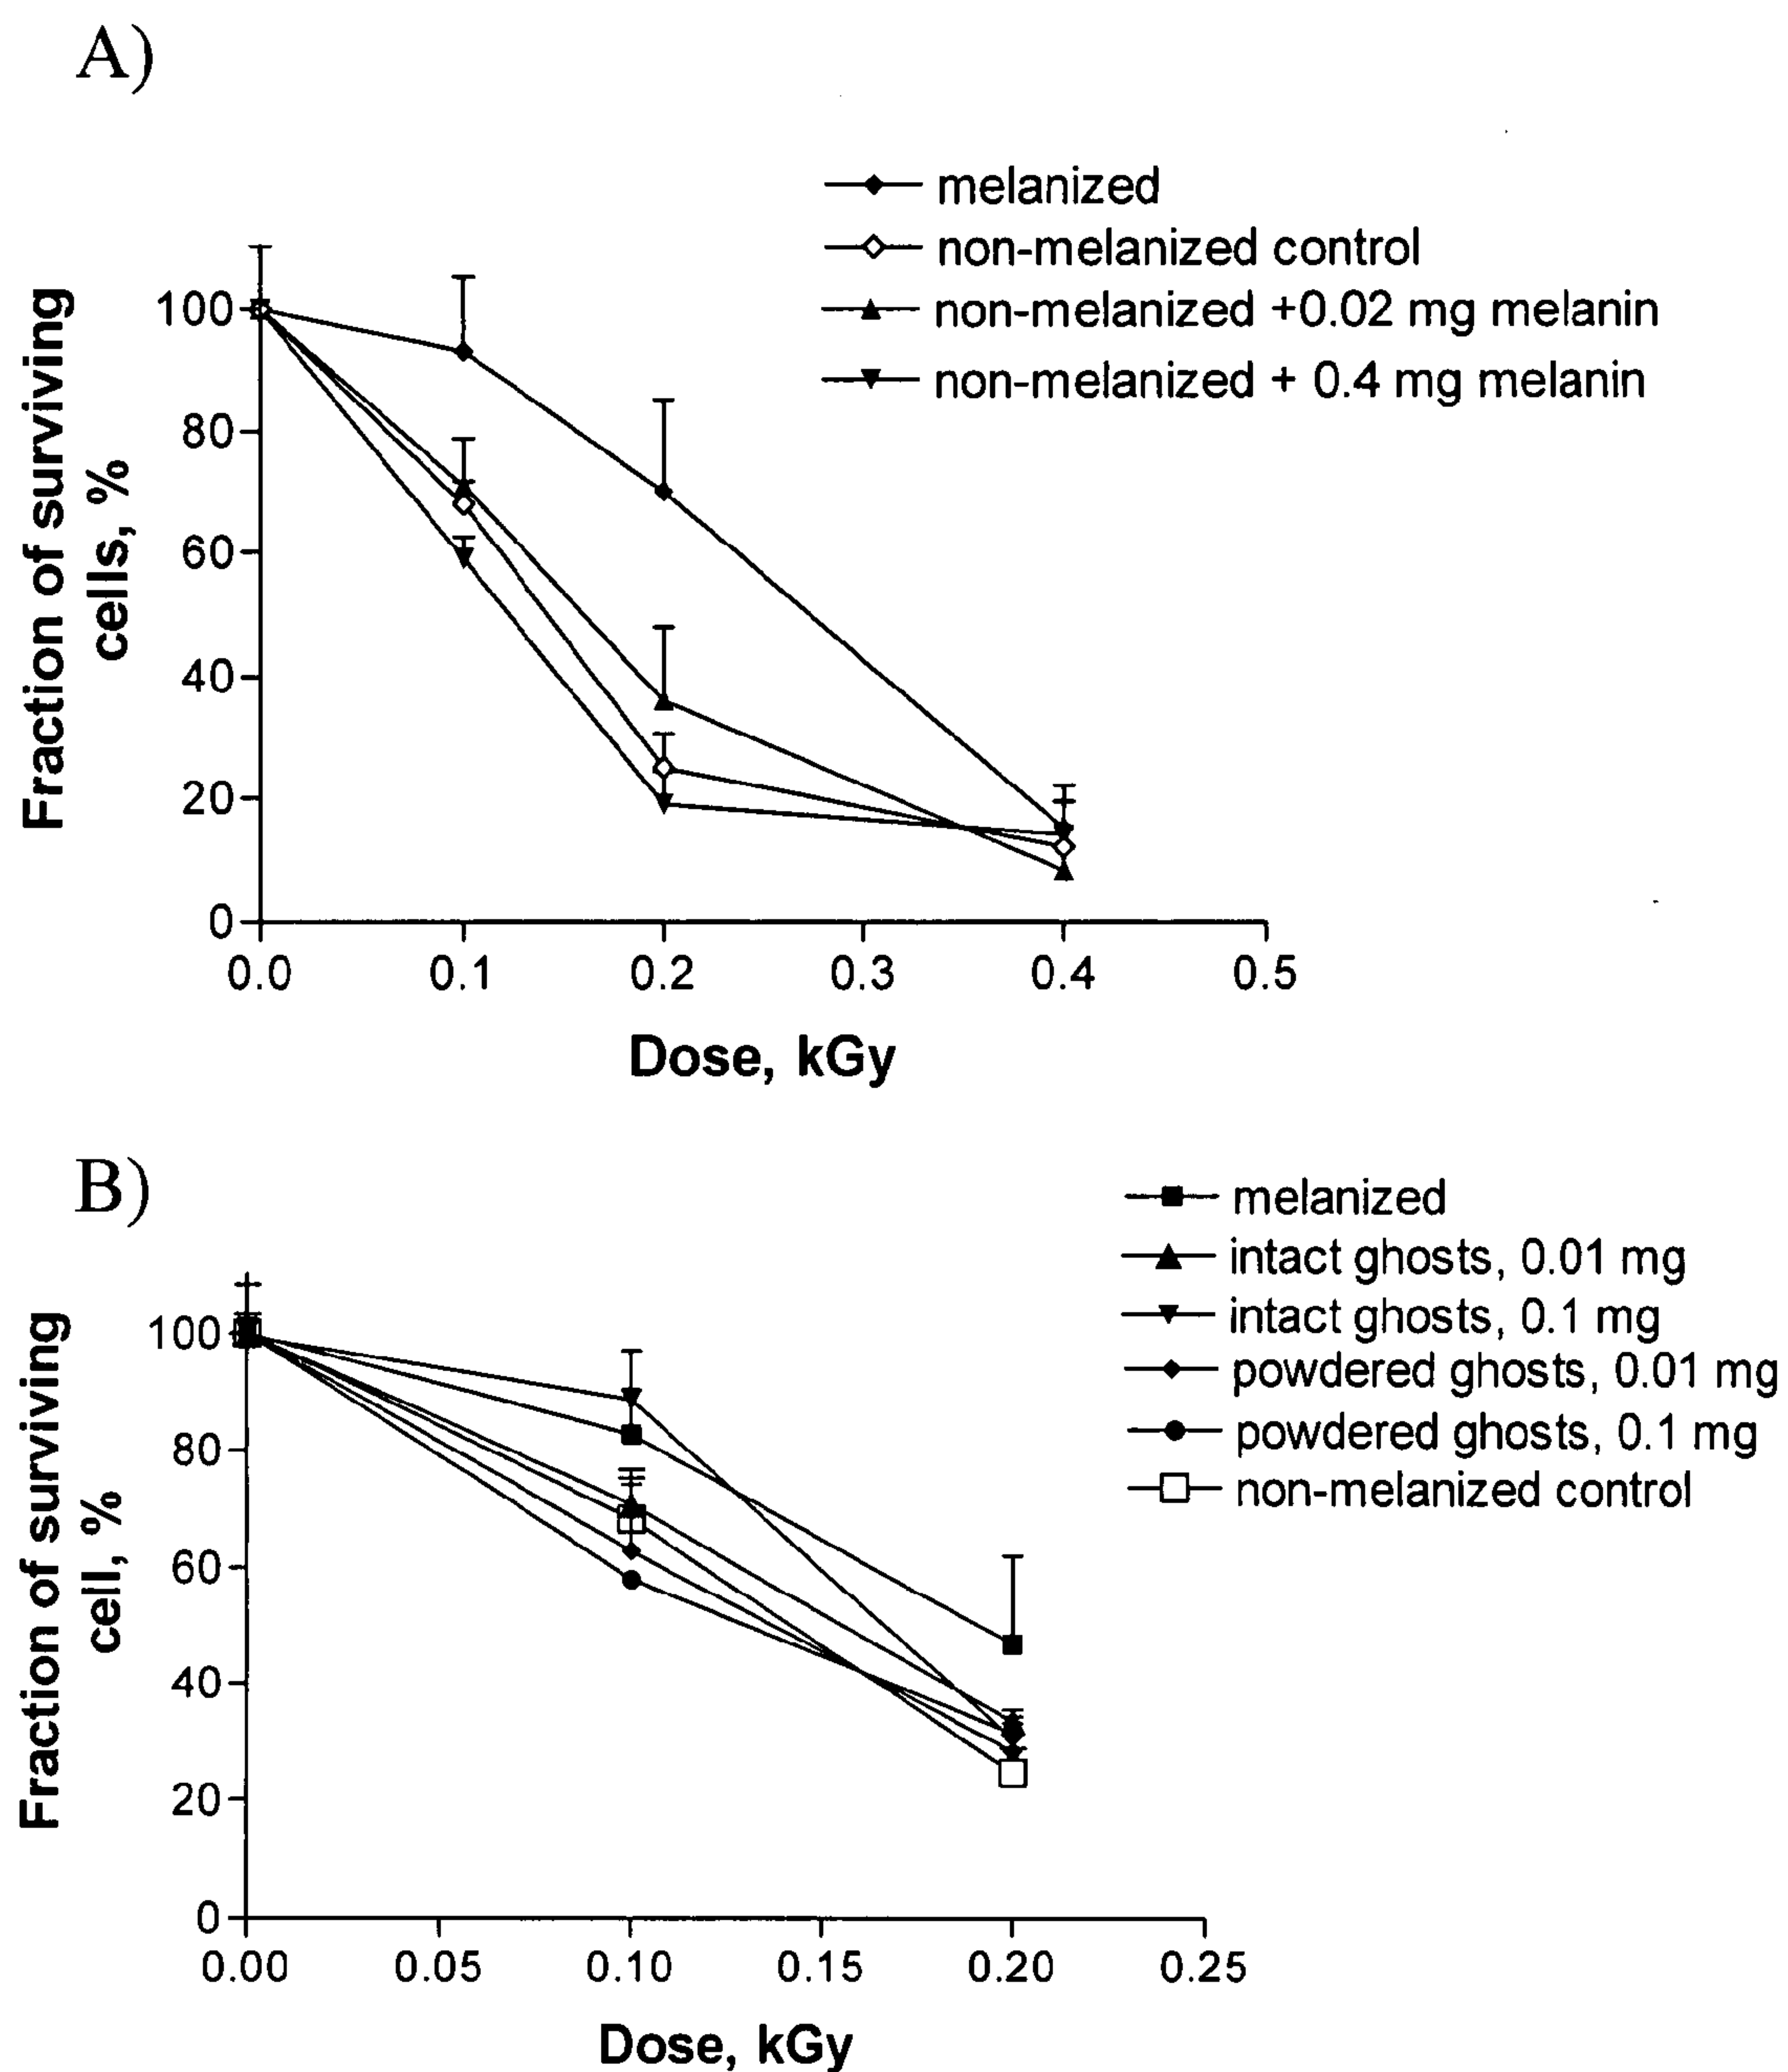 A)
melanized
non-melanized control
non-melanized +0.02 mg melanin
non-melanized + 0.4 mg melanin
Fraction of surviving
cells, %
100
80
60
40
20
0
0.0 0.1 0.2 0.3 0.4 0.5
Dose, kGy
B)
melanized
intact ghosts, 0.01 mg
intact ghosts, 0.1 mg
powdered ghosts, 0.01 mg
powdered ghosts, 0.1 mg
non-melanized control
Fraction of surviving
cell, %
100
80
60
40
20
0
0.00 0.05 0.10 0.15 0.20 0.25
Dose, kGy